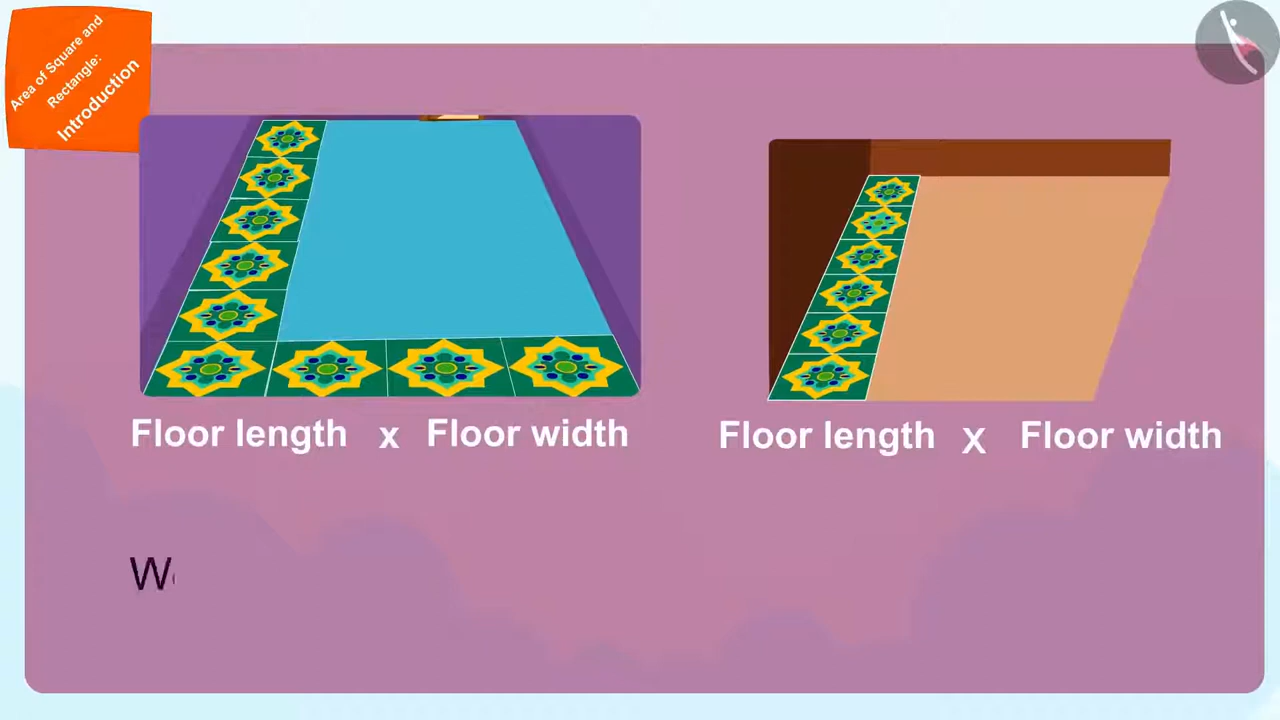 Area of Square and
Rectangle:
Introduction
Floor length x Floor width
Floor length x Floor width